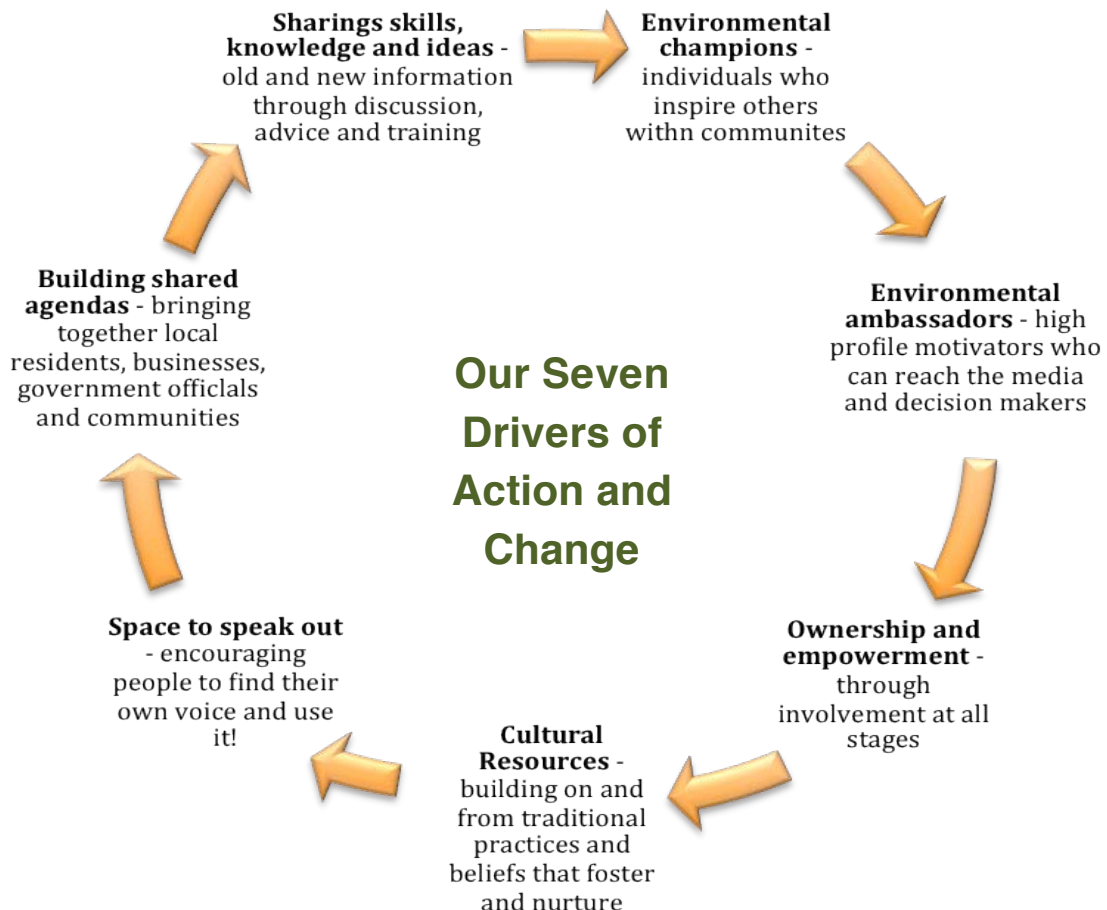 Sharings skills,
knowledge and ideas -
old and new information
through discussion,
advice and training
Environmental
champions -
individuals who
inspire others
withn communites
Environmental
ambassadors - high
profile motivators who
can reach the media
and decision makers
Ownership and
empowerment -
through
involvement at all
stages
Cultural
Resources -
building on and
from traditional
practices and
beliefs that foster
and nurture
Space to speak out
- encouraging
people to find their
own voice and use
it!
Building shared
agendas - bringing
together local
residents, businesses,
government officlals
and communities
Our Seven
Drivers of
Action and
Change